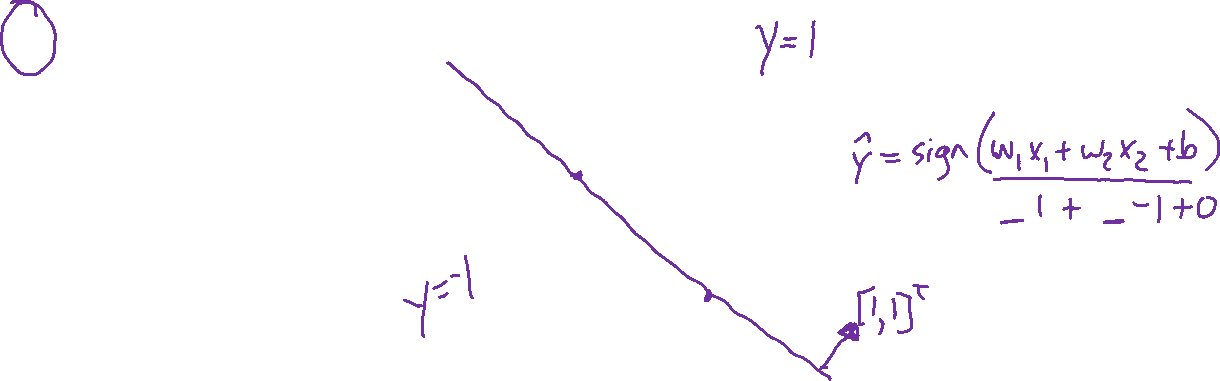 y=1
ŷ = sign(w₁x₁ + w₂x₂ + b)
_ 1 + _ -1 + 0
y=-1
[1,1]ᵀ